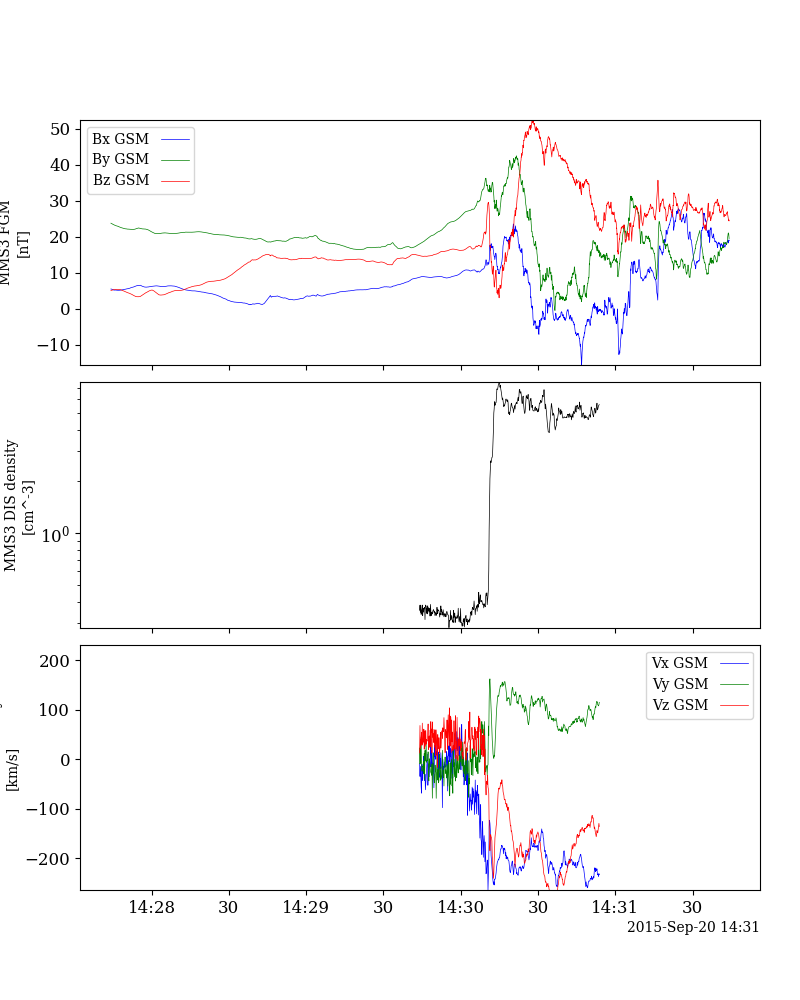 MMS3 FGM
[nT]
50
40
30
20
10
0
−10
Bx GSM
By GSM
Bz GSM
MMS3 DIS density
[cm^-3]
10^0
[km/s]
200
100
0
−100
−200
Vx GSM
Vy GSM
Vz GSM
14:28 30 14:29 30 14:30 30 14:31 30
2015-Sep-20 14:31